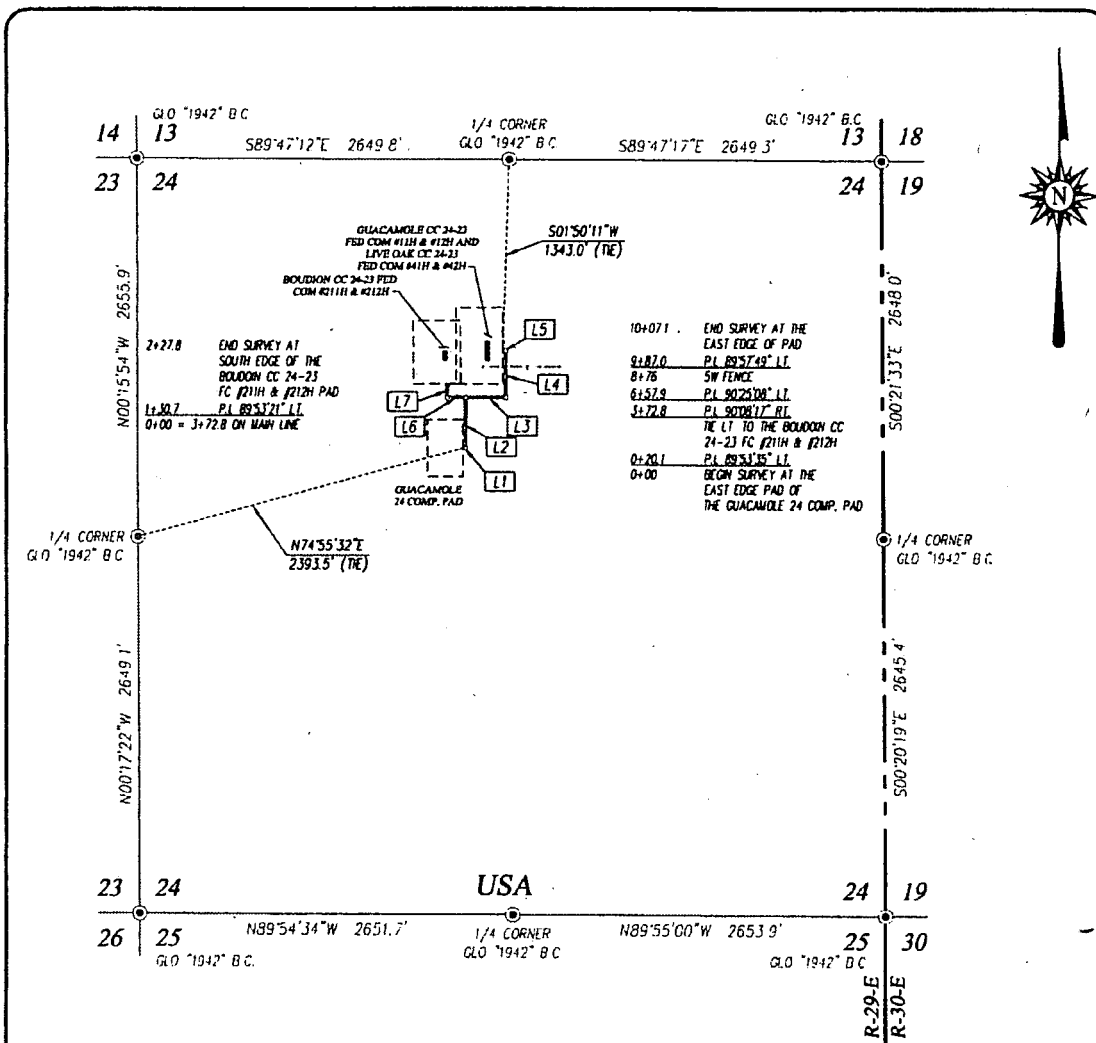 GLO "1942" B C
14 13
S89°47'12"E 2649.8'
1/4 CORNER
GLO "1942" B C.
S89°47'17"E 2649.3'
GLO "1942" B.C
13 18
23 24
24 19
N
GUACAMOLE CC 24-23
FED COM #11H & #12H AND
LIVE OAK CC 24-23
FED COM #41H & #42H
S01°50'11"W
1343.0' (TIE)
BOUDION CC 24-23 FED
COM #211H & #212H
N00°15'54"W 2655.9'
S00°21'33"E 2648 0'
2+27.8 END SURVEY AT
SOUTH EDGE OF THE
BOUDOIN CC 24-23
FC #211H & #212H PAD
1+30.7 P.I. 89°53'21" LT.
0+00 = 3+72.8 ON MAIN LINE
L5
L4
L7
L6
L3
L2
L1
10+07.1 END SURVEY AT THE
EAST EDGE OF PAD
9+87.0 P.I. 89°57'49" LT.
8+76 5W FENCE
6+57.9 P.I. 90°25'08" LT.
3+72.8 P.I. 90°08'17" RT.
TIE LT. TO THE BOUDOIN CC
24-23 FC #211H & #212H
0+20.1 P.I. 89°53'35" LT.
0+00 BEGIN SURVEY AT THE
EAST EDGE PAD OF
THE GUACAMOLE 24 COMP. PAD
GUACAMOLE
24 COMP. PAD
1/4 CORNER
GLO "1942" B C
N74°55'32"E
2393.5' (TIE)
1/4 CORNER
GLO "1942" B C.
N00°17'22"W 2649 1'
S00°20'19"E 2645 4'
23 24
USA
24 19
26 25
N89°54'34"W 2651.7'
1/4 CORNER
GLO "1942" B C
N89°55'00"W 2653 9'
25 30
GLO "1942" B C.
GLO "1942" B C
R-29-E
R-30-E